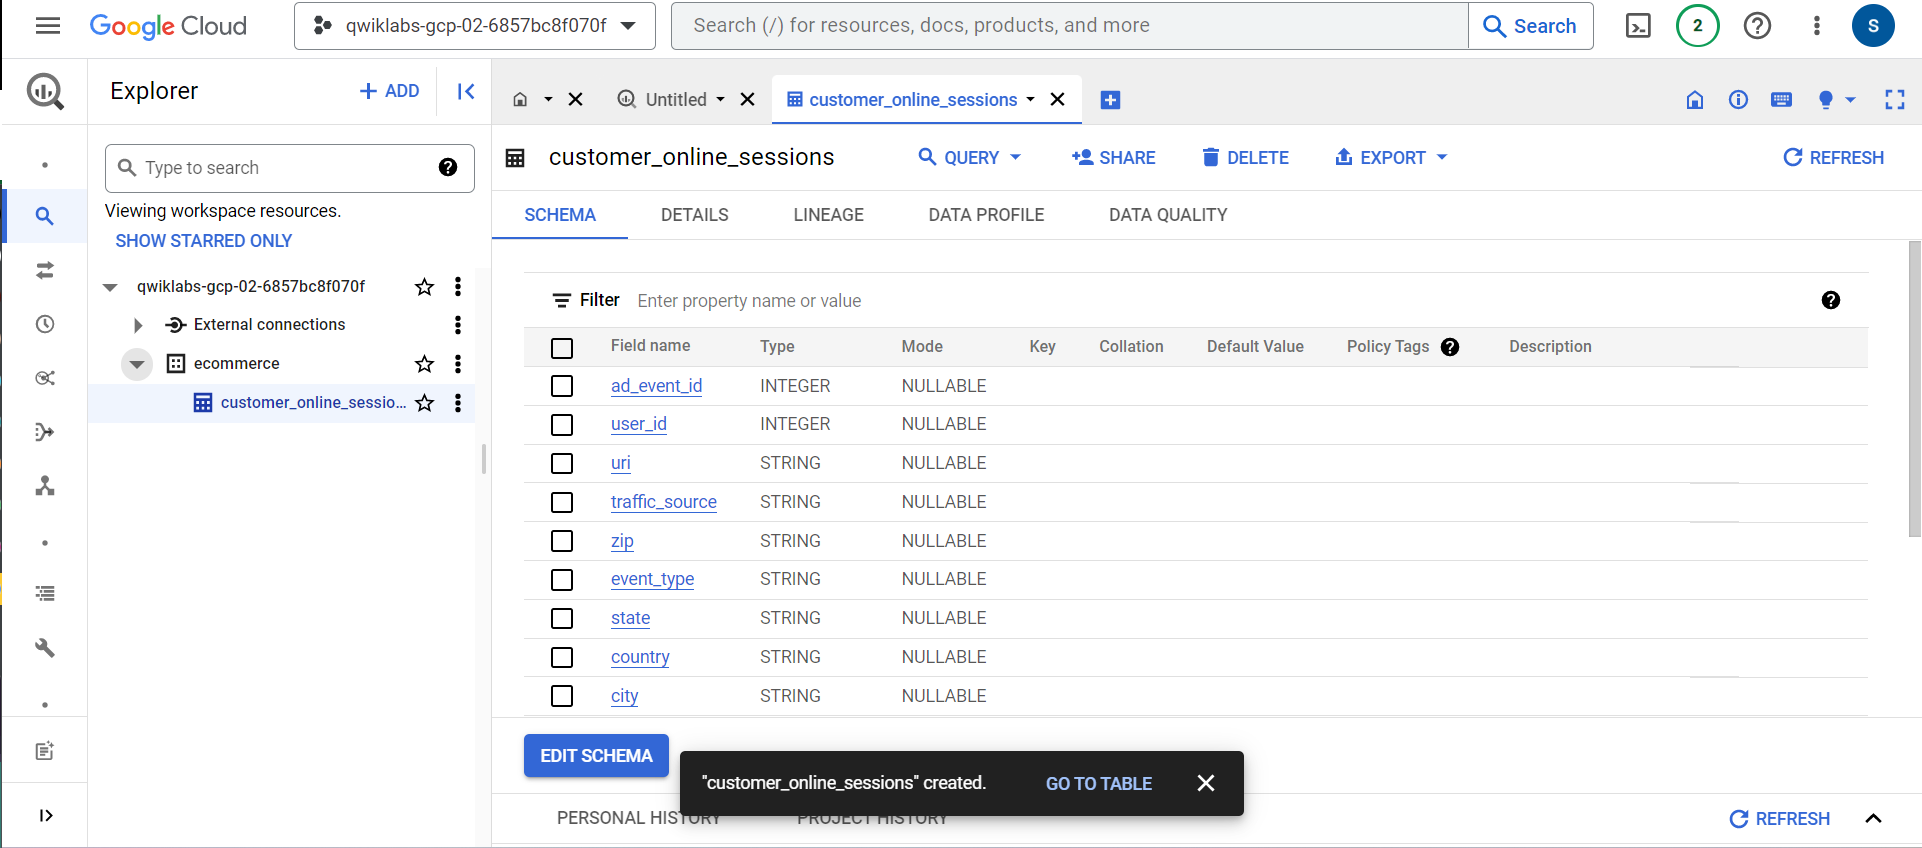 Google Cloud
qwiklabs-gcp-02-6857bc8f070f
Search (/) for resources, docs, products, and more
Search
2
S
Explorer
ADD
Untitled
customer_online_sessions
Type to search
Viewing workspace resources.
SHOW STARRED ONLY
qwiklabs-gcp-02-6857bc8f070f
External connections
ecommerce
customer_online_sessio...
customer_online_sessions
QUERY
SHARE
DELETE
EXPORT
REFRESH
SCHEMA
DETAILS
LINEAGE
DATA PROFILE
DATA QUALITY
Filter Enter property name or value
Field name Type Mode Key Collation Default Value Policy Tags Description
ad_event_id INTEGER NULLABLE
user_id INTEGER NULLABLE
uri STRING NULLABLE
traffic_source STRING NULLABLE
zip STRING NULLABLE
event_type STRING NULLABLE
state STRING NULLABLE
country STRING NULLABLE
city STRING NULLABLE
EDIT SCHEMA
"customer_online_sessions" created.
GO TO TABLE
PERSONAL HISTORY
PROJECT HISTORY
REFRESH